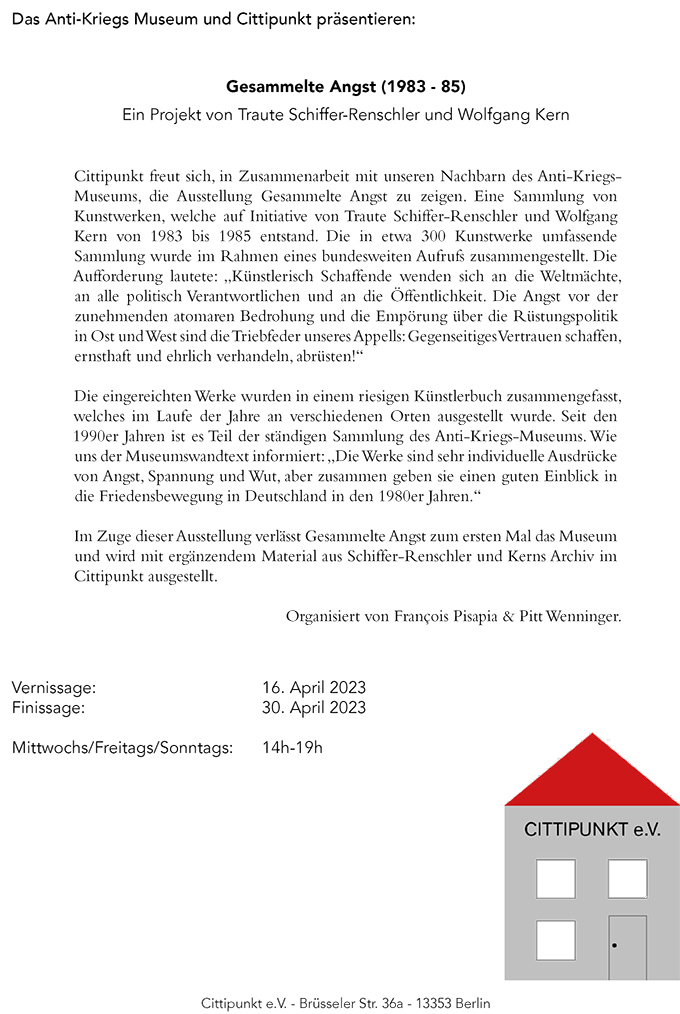 Das Anti-Kriegs Museum und Cittipunkt präsentieren:
Gesammelte Angst (1983 - 85)
Ein Projekt von Traute Schiffer-Renschler und Wolfgang Kern
Cittipunkt freut sich, in Zusammenarbeit mit unseren Nachbarn des Anti-Kriegs-
Museums, die Ausstellung Gesammelte Angst zu zeigen. Eine Sammlung von
Kunstwerken, welche auf Initiative von Traute Schiffer-Renschler und Wolfgang
Kern von 1983 bis 1985 entstand. Die in etwa 300 Kunstwerke umfassende
Sammlung wurde im Rahmen eines bundesweiten Aufrufs zusammengestellt. Die
Aufforderung lautete: ,,Künstlerisch Schaffende wenden sich an die Weltmächte,
an alle politisch Verantwortlichen und an die Öffentlichkeit. Die Angst vor der
zunehmenden atomaren Bedrohung und die Empörung über die Rüstungspolitik
in Ost und West sind die Triebfeder unseres Appells: Gegenseitiges Vertrauen schaffen,
ernsthaft und ehrlich verhandeln, abrüsten!“
Die eingereichten Werke wurden in einem riesigen Künstlerbuch zusammengefasst,
welches im Laufe der Jahre an verschiedenen Orten ausgestellt wurde. Seit den
1990er Jahren ist es Teil der ständigen Sammlung des Anti-Kriegs-Museums. Wie
uns der Museumswandtext informiert: ,,Die Werke sind sehr individuelle Ausdrücke
von Angst, Spannung und Wut, aber zusammen geben sie einen guten Einblick in
die Friedensbewegung in Deutschland in den 1980er Jahren.“
Im Zuge dieser Ausstellung verlässt Gesammelte Angst zum ersten Mal das Museum
und wird mit ergänzendem Material aus Schiffer-Renschler und Kerns Archiv im
Cittipunkt ausgestellt.
Organisiert von François Pisapia & Pitt Wenninger.
Vernissage: 16. April 2023
Finissage: 30. April 2023
Mittwochs/Freitags/Sonntags: 14h-19h
CITTIPUNKT e.V.
Cittipunkt e.V. - Brüsseler Str. 36a - 13353 Berlin